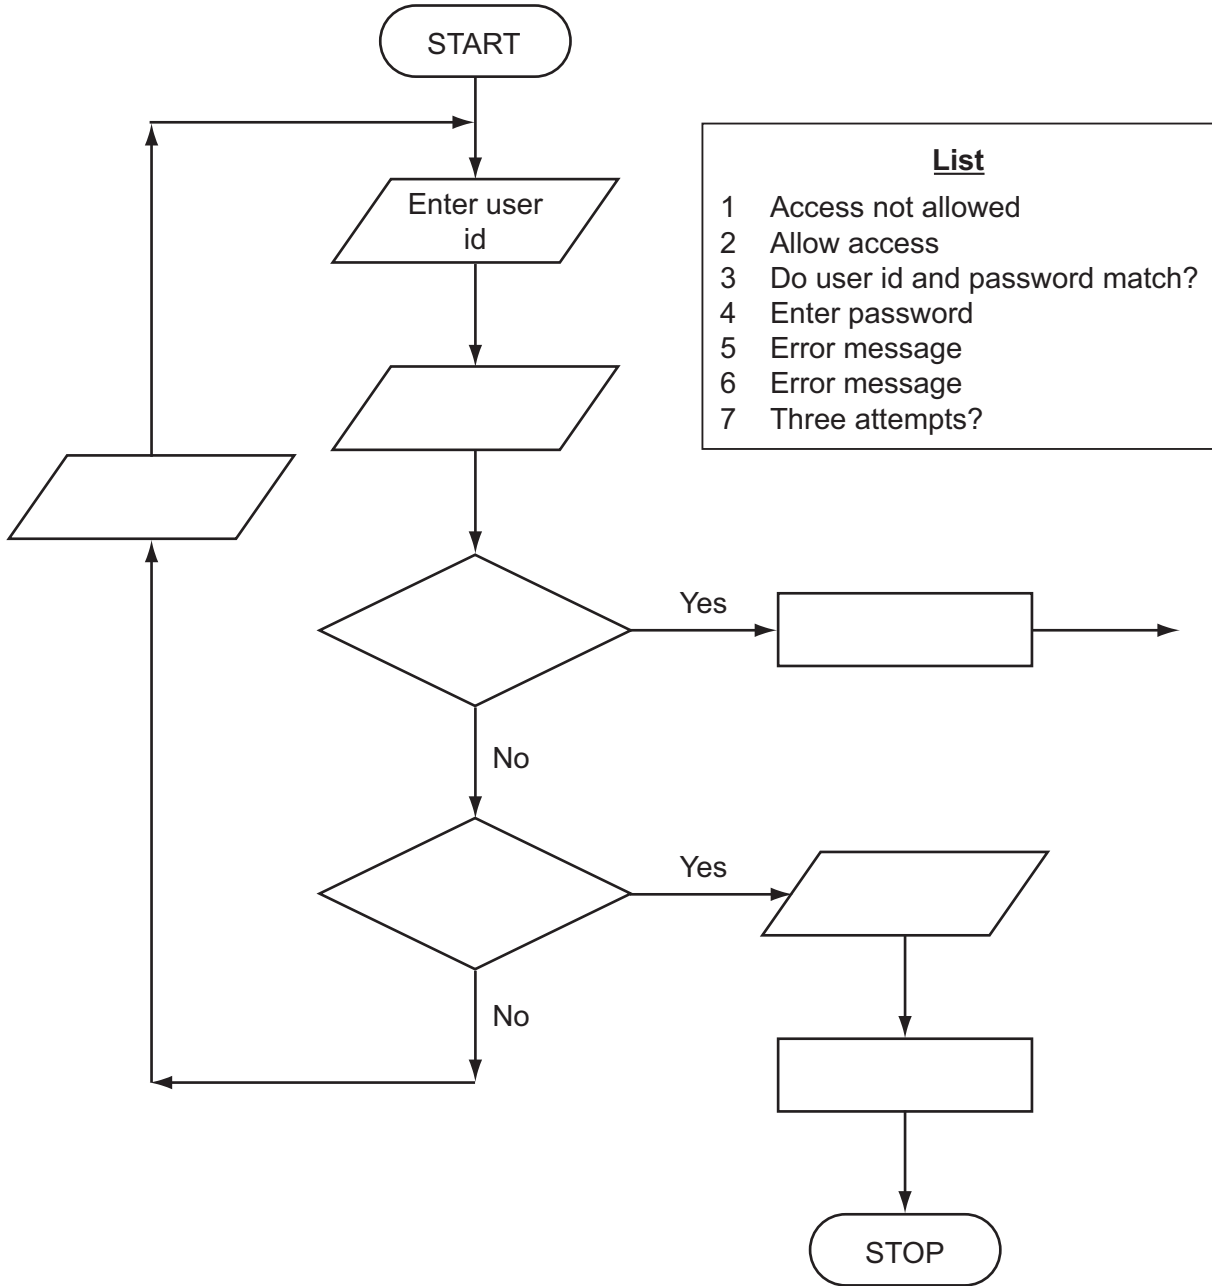 START
Enter user
id
List
1 Access not allowed
2 Allow access
3 Do user id and password match?
4 Enter password
5 Error message
6 Error message
7 Three attempts?
Yes
No
Yes
No
STOP